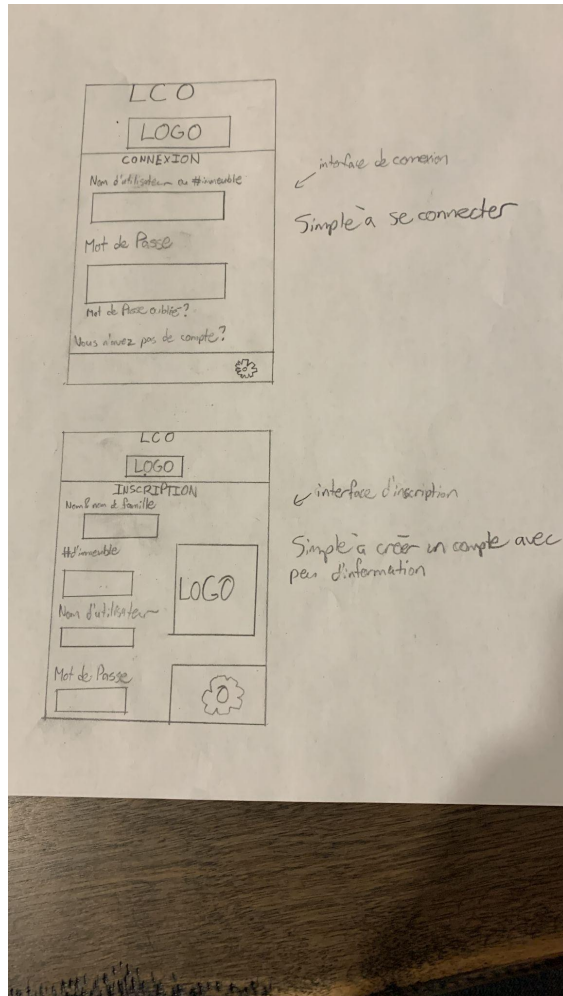 LCO
LOGO
CONNEXION
Nom d'utilisateur ou #immeuble
Mot de Passe
Mot de Passe oubliés?
Vous n'avez pas de compte?
interface de connexion
Simple à se connecter
LCO
LOGO
INSCRIPTION
Nom & nom de famille
#d'immeuble
LOGO
Nom d'utilisateur
Mot de Passe
interface d'inscription
Simple à créer un compte avec
peu d'information